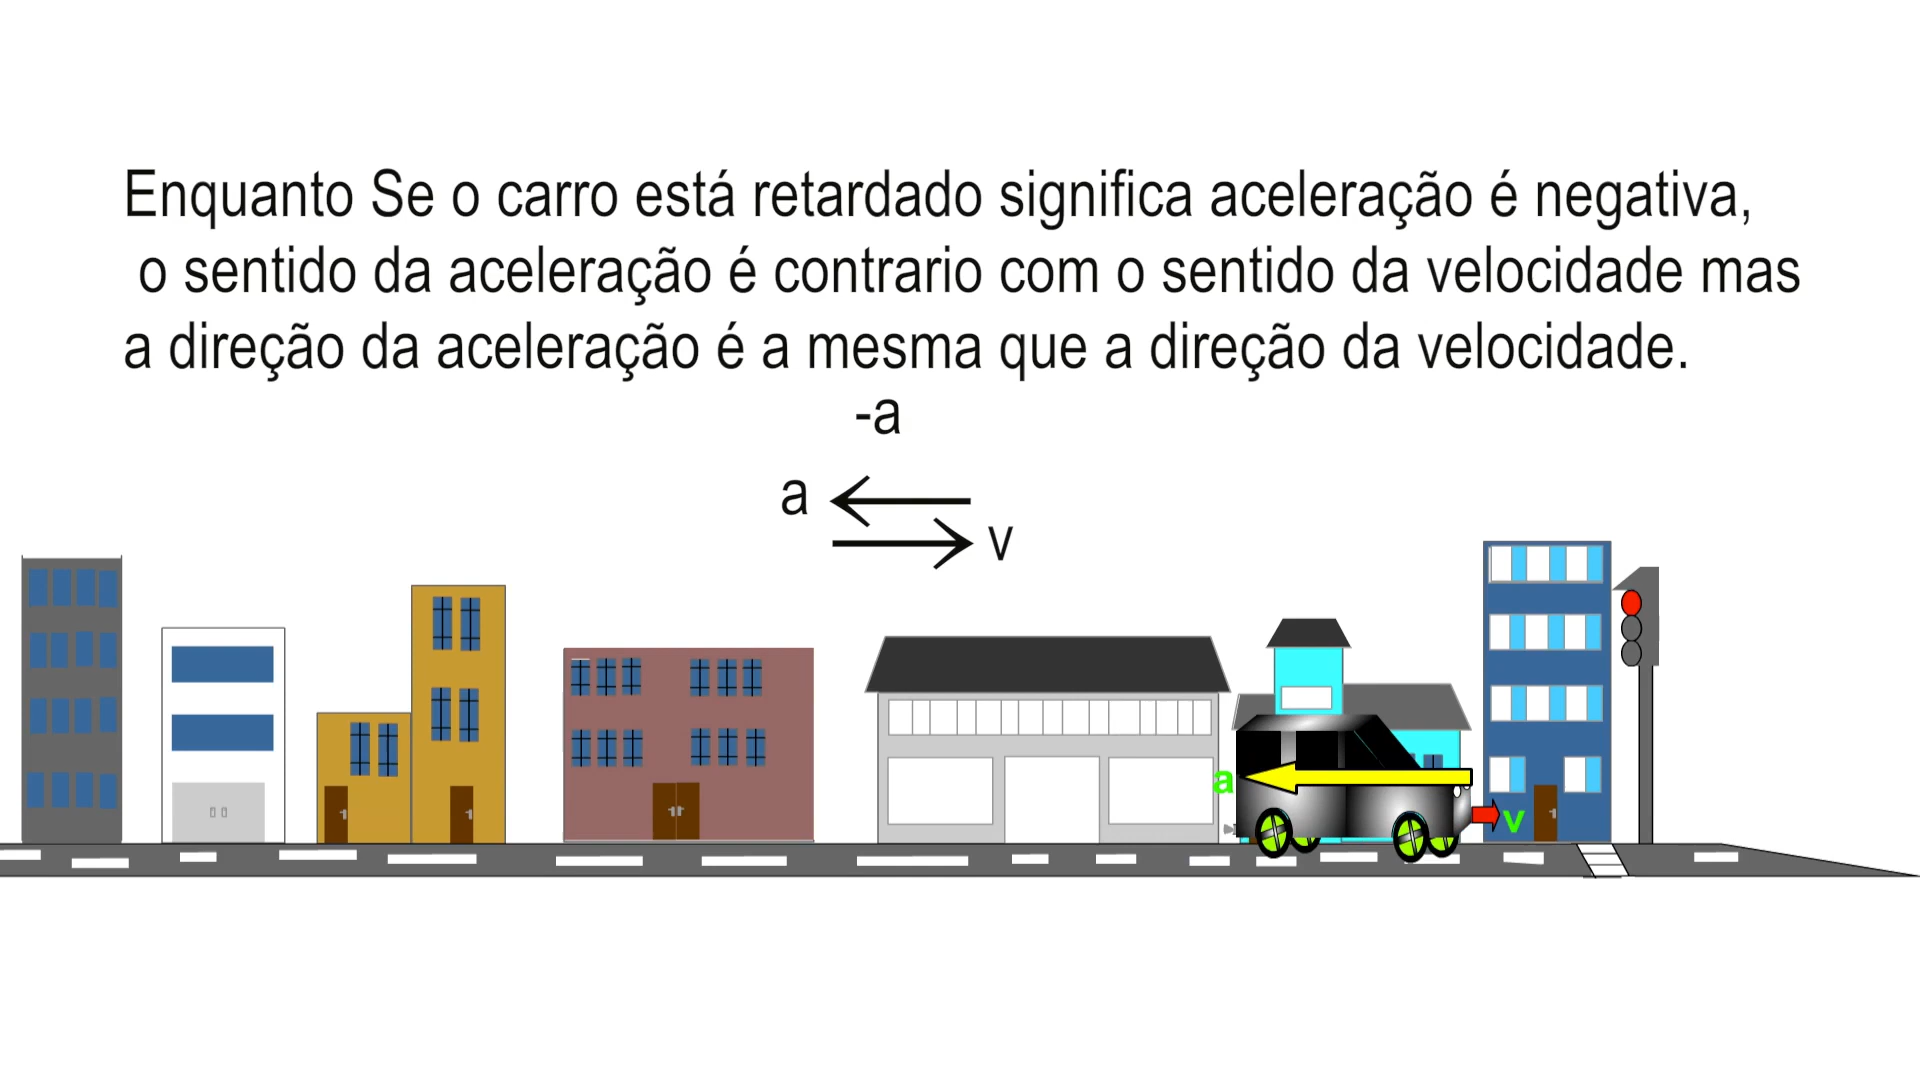 Enquanto Se o carro está retardado significa aceleração é negativa,
o sentido da aceleração é contrario com o sentido da velocidade mas
a direção da aceleração é a mesma que a direção da velocidade.
-a
a
v
a
v